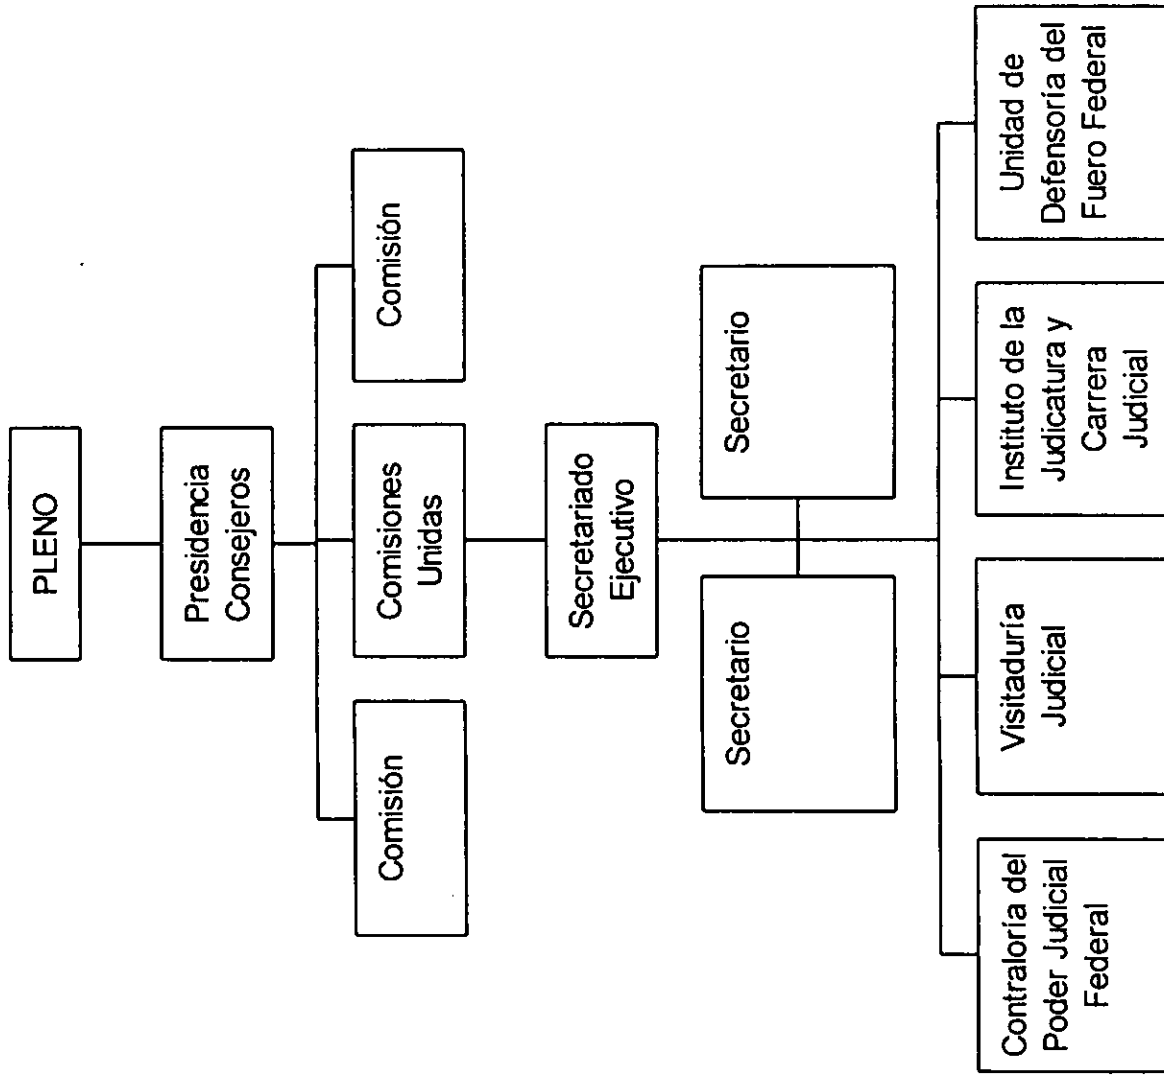 PLENO
Presidencia
Consejeros
Comisión
Comisiones
Unidas
Comisión
Secretariado
Ejecutivo
Secretario
Secretario
Contraloría del
Poder Judicial
Federal
Visitaduría
Judicial
Instituto de la
Judicatura y
Carrera
Judicial
Unidad de
Defensoría del
Fuero Federal